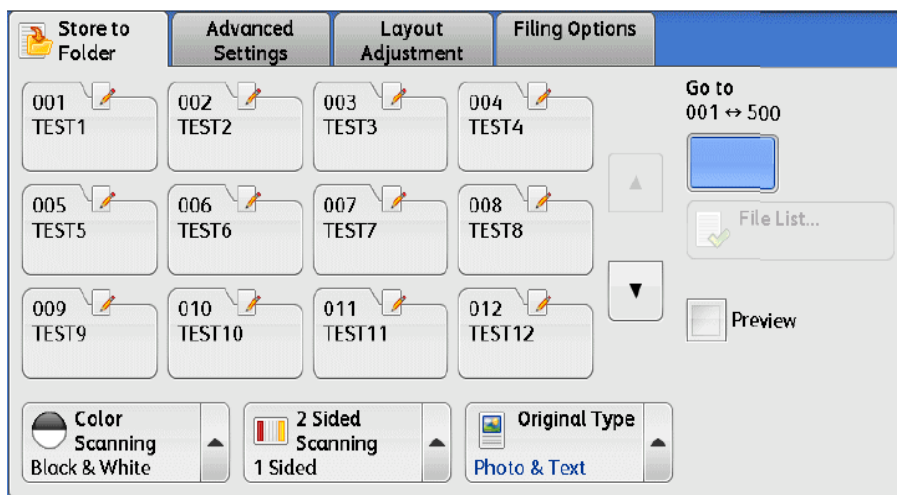 Store to
Folder
Advanced
Settings
Layout
Adjustment
Filing Options
001
TEST1
002
TEST2
003
TEST3
004
TEST4
Go to
001 ↔ 500
005
TEST5
006
TEST6
007
TEST7
008
TEST8
File List...
009
TEST9
010
TEST10
011
TEST11
012
TEST12
Preview
Color
Scanning
Black & White
2 Sided
Scanning
1 Sided
Original Type
Photo & Text